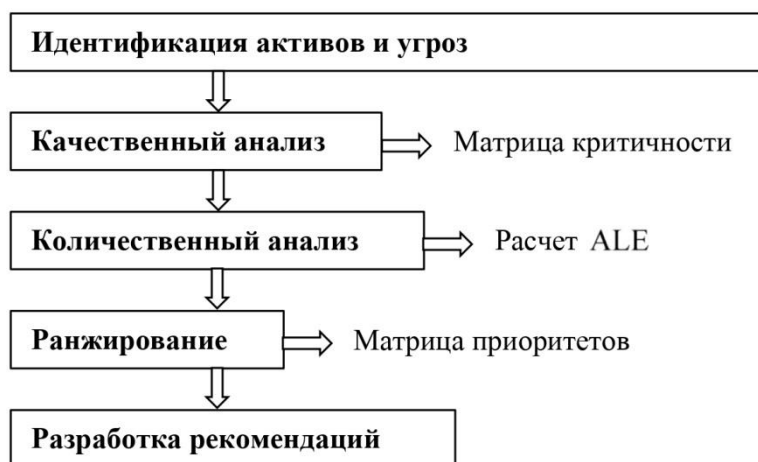 Идентификация активов и угроз
Качественный анализ
Матрица критичности
Количественный анализ
Расчет ALE
Ранжирование
Матрица приоритетов
Разработка рекомендаций